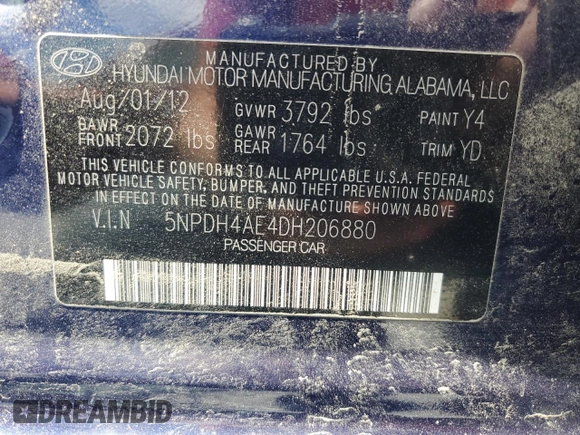 MANUFACTURED BY
HYUNDAI MOTOR MANUFACTURING ALABAMA, LLC
Aug/01/12 GVWR 3792 lbs PAINT Y4
GAWR FRONT 2072 lbs GAWR REAR 1764 lbs TRIM YD
THIS VEHICLE CONFORMS TO ALL APPLICABLE U.S.A. FEDERAL
MOTOR VEHICLE SAFETY, BUMPER, AND THEFT PREVENTION STANDARDS
IN EFFECT ON THE DATE OF MANUFACTURE SHOWN ABOVE
V.I.N 5NPDH4AE4DH206880
PASSENGER CAR
DREAMBID